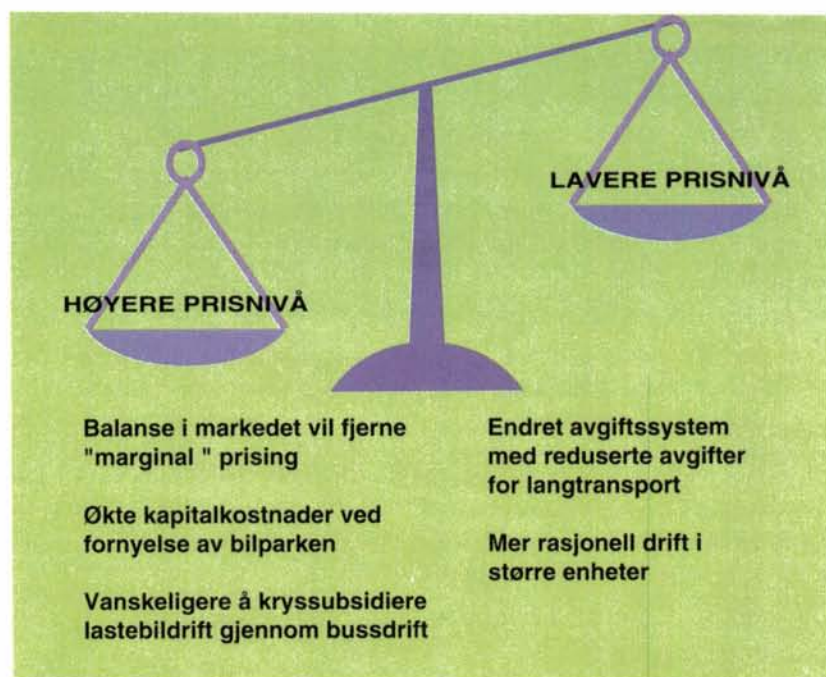 LAVERE PRISNIVÅ
HØYERE PRISNIVÅ
Balanse i markedet vil fjerne
"marginal " prising
Økte kapitalkostnader ved
fornyelse av bilparken
Vanskeligere å kryssubsidiere
lastebildrift gjennom bussdrift
Endret avgiftssystem
med reduserte avgifter
for langtransport
Mer rasjonell drift i
større enheter